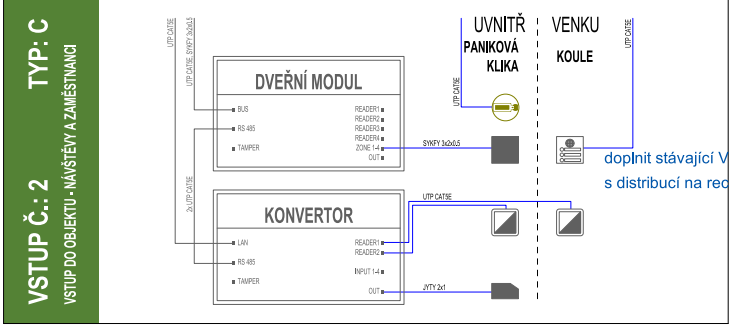 VSTUP Č.: 2 TYP: C
VSTUP DO OBJEKTU - NÁVŠTĚVY A ZAMĚSTNANCI
UTP CAT5E
UTP CAT5E, SYKFY 3x2x0,5
2x UTP CAT5E
DVEŘNÍ MODUL
BUS
RS 485
TAMPER
READER1
READER2
READER3
READER4
ZONE 1-4
OUT
SYKFY 3x2x0,5
KONVERTOR
LAN
RS 485
TAMPER
READER1
READER2
INPUT 1-4
OUT
UTP CAT5E
JYTY 2x1
UVNITŘ
PANIKOVÁ
KLIKA
UTP CAT5E
VENKU
KOULE
UTP CAT5E
doplnit stávající V
s distribucí na rec